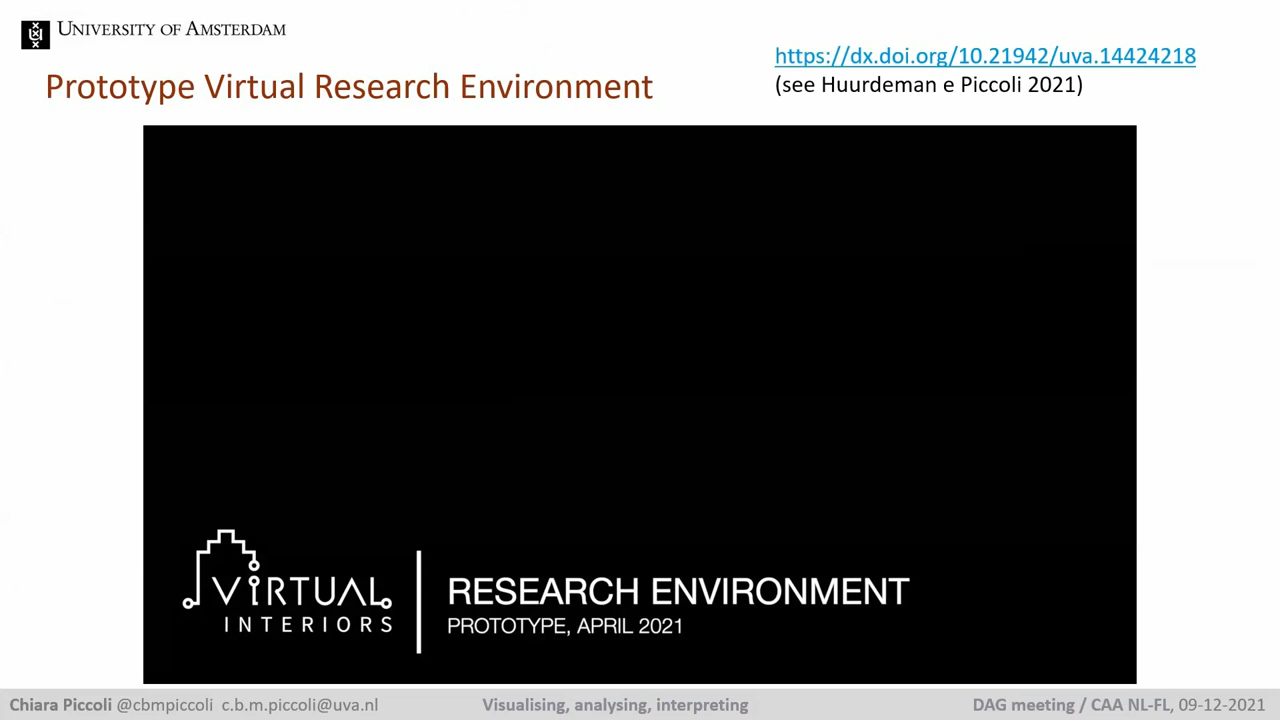 UNIVERSITY OF AMSTERDAM
Prototype Virtual Research Environment
https://dx.doi.org/10.21942/uva.14424218
(see Huurdeman e Piccoli 2021)
VIRTUAL
INTERIORS
RESEARCH ENVIRONMENT
PROTOTYPE, APRIL 2021
Chiara Piccoli @cbmpiccoli c.b.m.piccoli@uva.nl
Visualising, analysing, interpreting
DAG meeting / CAA NL-FL, 09-12-2021